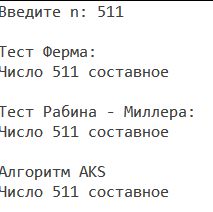 Введите n: 511
Тест Ферма:
Число 511 составное
Тест Рабина - Миллера:
Число 511 составное
Алгоритм AKS
Число 511 составное